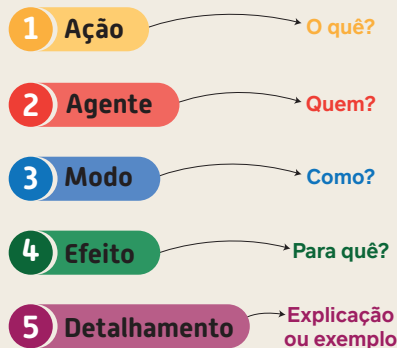 1 Ação O quê?
2 Agente Quem?
3 Modo Como?
4 Efeito Para quê?
5 Detalhamento Explicação
ou exemplo